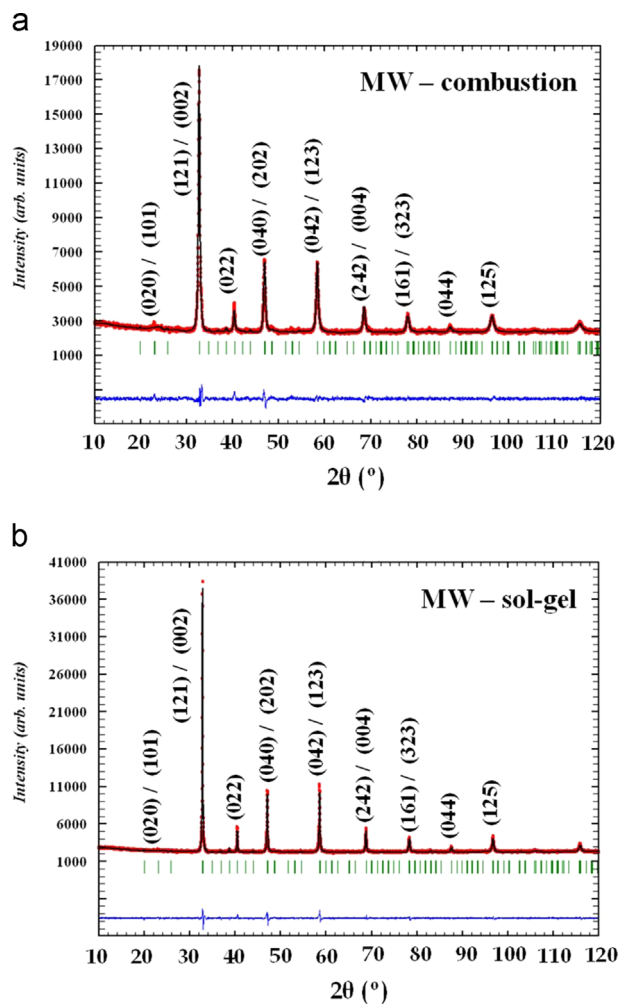 a
19000
17000
15000
13000
11000
9000
7000
5000
3000
1000
Intensity (arb. units)
MW – combustion
(020) / (101)
(121) / (002)
(022)
(040) / (202)
(042) / (123)
(242) / (004)
(161) / (323)
(044)
(125)
10 20 30 40 50 60 70 80 90 100 110 120
2θ (º)
b
41000
36000
31000
26000
21000
16000
11000
6000
1000
Intensity (arb. units)
MW – sol-gel
(020) / (101)
(121) / (002)
(022)
(040) / (202)
(042) / (123)
(242) / (004)
(161) / (323)
(044)
(125)
10 20 30 40 50 60 70 80 90 100 110 120
2θ (º)